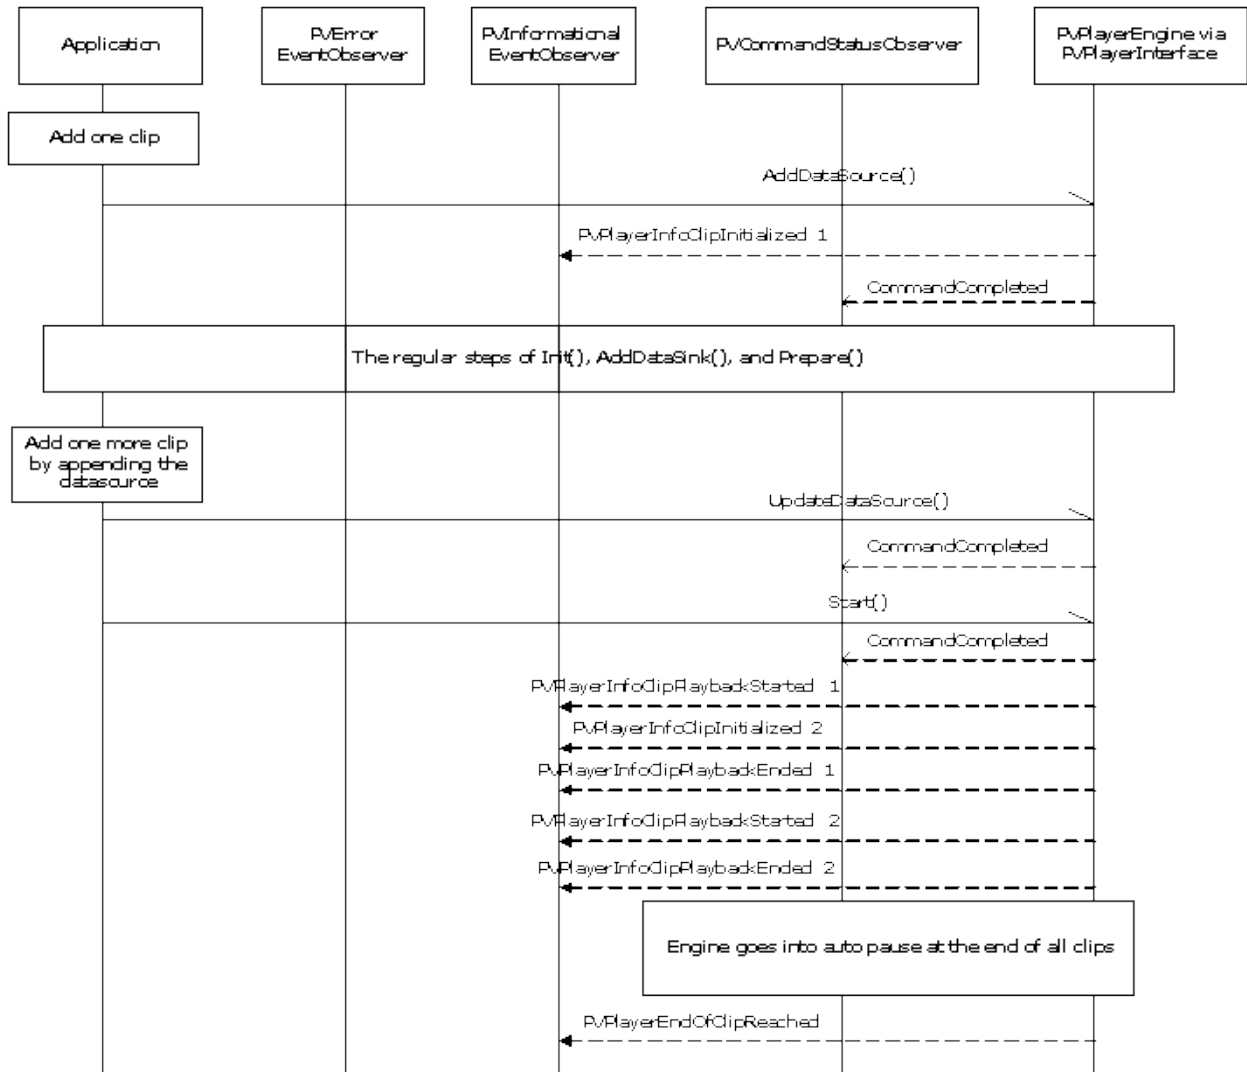 Application
PVError
EventObserver
PVInformational
EventObserver
PVCommandStatusObserver
PVPlayerEngine via
PVPlayerInterface
Add one clip
AddDataSource()
PVPlayerInfoClipInitialized 1
CommandCompleted
The regular steps of Init(), AddDataSink(), and Prepare()
Add one more clip
by appending the
datasource
UpdateDataSource()
CommandCompleted
Start()
CommandCompleted
PVPlayerInfoClipPlaybackStarted 1
PVPlayerInfoClipInitialized 2
PVPlayerInfoClipPlaybackEnded 1
PVPlayerInfoClipPlaybackStarted 2
PVPlayerInfoClipPlaybackEnded 2
Engine goes into auto pause at the end of all clips
PVPlayerEndOfClipReached